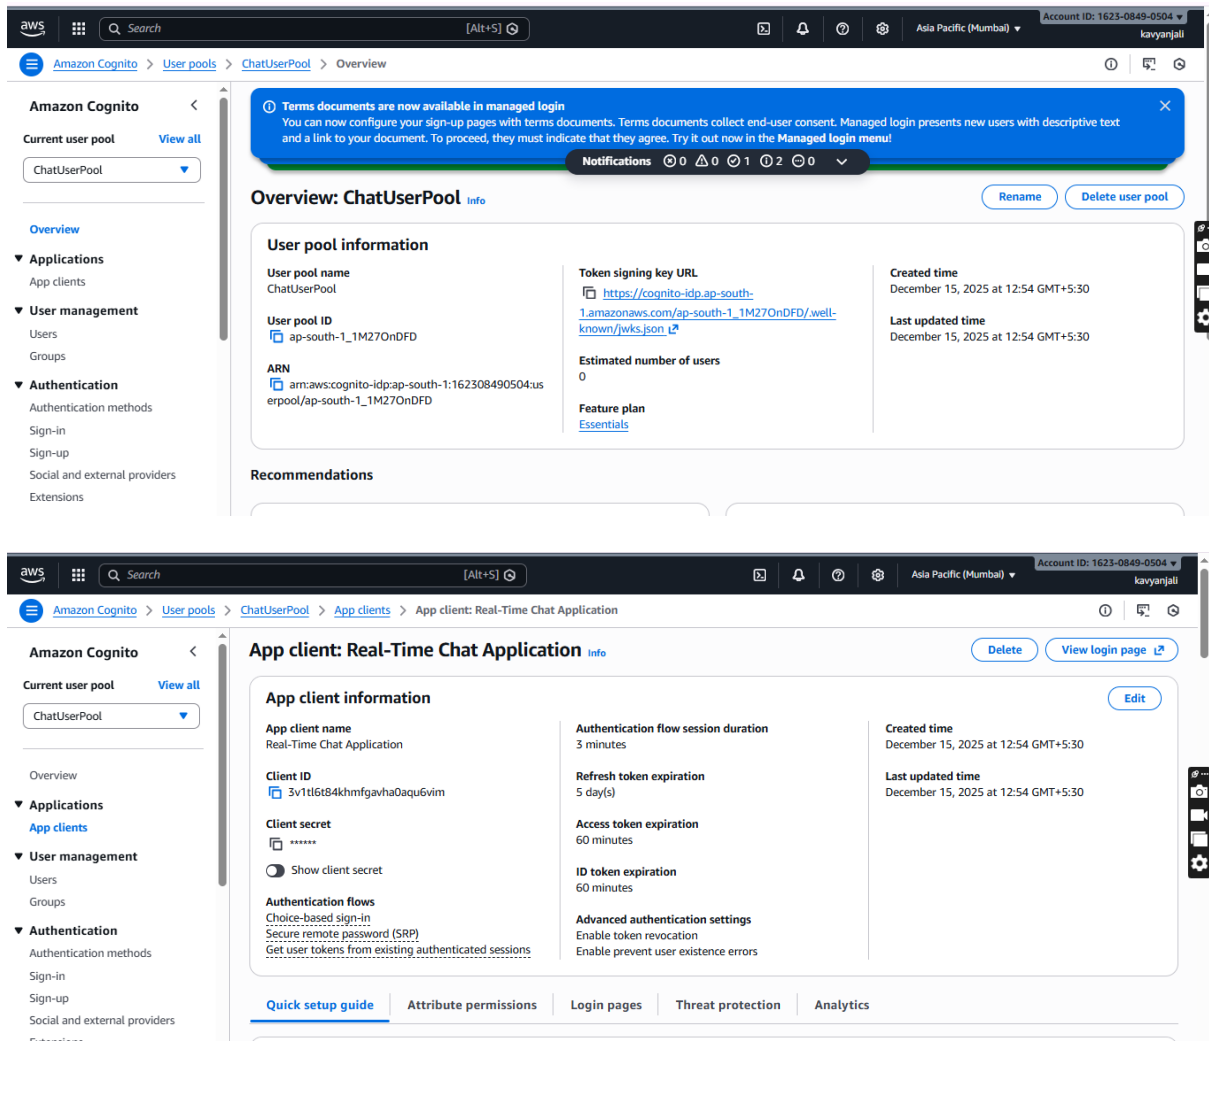 aws
Search
[Alt+S]
Asia Pacific (Mumbai)
Account ID: 1623-0849-0504
kavyanjali
Amazon Cognito > User pools > ChatUserPool > Overview
Amazon Cognito
Current user pool View all
ChatUserPool
Overview
Applications
App clients
User management
Users
Groups
Authentication
Authentication methods
Sign-in
Sign-up
Social and external providers
Extensions
Terms documents are now available in managed login
You can now configure your sign-up pages with terms documents. Terms documents collect end-user consent. Managed login presents new users with descriptive text
and a link to your document. To proceed, they must indicate that they agree. Try it out now in the Managed login menu!
Notifications 0 0 1 2 0
Overview: ChatUserPool Info
Rename
Delete user pool
User pool information
User pool name
ChatUserPool
User pool ID
ap-south-1_1M27OnDFD
ARN
arn:aws:cognito-idp:ap-south-1:162308490504:us
erpool/ap-south-1_1M27OnDFD
Token signing key URL
https://cognito-idp.ap-south-
1.amazonaws.com/ap-south-1_1M27OnDFD/.well-
known/jwks.json
Estimated number of users
0
Feature plan
Essentials
Created time
December 15, 2025 at 12:54 GMT+5:30
Last updated time
December 15, 2025 at 12:54 GMT+5:30
Recommendations
aws
Search
[Alt+S]
Asia Pacific (Mumbai)
Account ID: 1623-0849-0504
kavyanjali
Amazon Cognito > User pools > ChatUserPool > App clients > App client: Real-Time Chat Application
Amazon Cognito
Current user pool View all
ChatUserPool
Overview
Applications
App clients
User management
Users
Groups
Authentication
Authentication methods
Sign-in
Sign-up
Social and external providers
App client: Real-Time Chat Application Info
Delete
View login page
App client information
Edit
App client name
Real-Time Chat Application
Client ID
3v1tl6t84khmfgavha0aqu6vim
Client secret
******
Show client secret
Authentication flows
Choice-based sign-in
Secure remote password (SRP)
Get user tokens from existing authenticated sessions
Authentication flow session duration
3 minutes
Refresh token expiration
5 day(s)
Access token expiration
60 minutes
ID token expiration
60 minutes
Advanced authentication settings
Enable token revocation
Enable prevent user existence errors
Created time
December 15, 2025 at 12:54 GMT+5:30
Last updated time
December 15, 2025 at 12:54 GMT+5:30
Quick setup guide
Attribute permissions
Login pages
Threat protection
Analytics